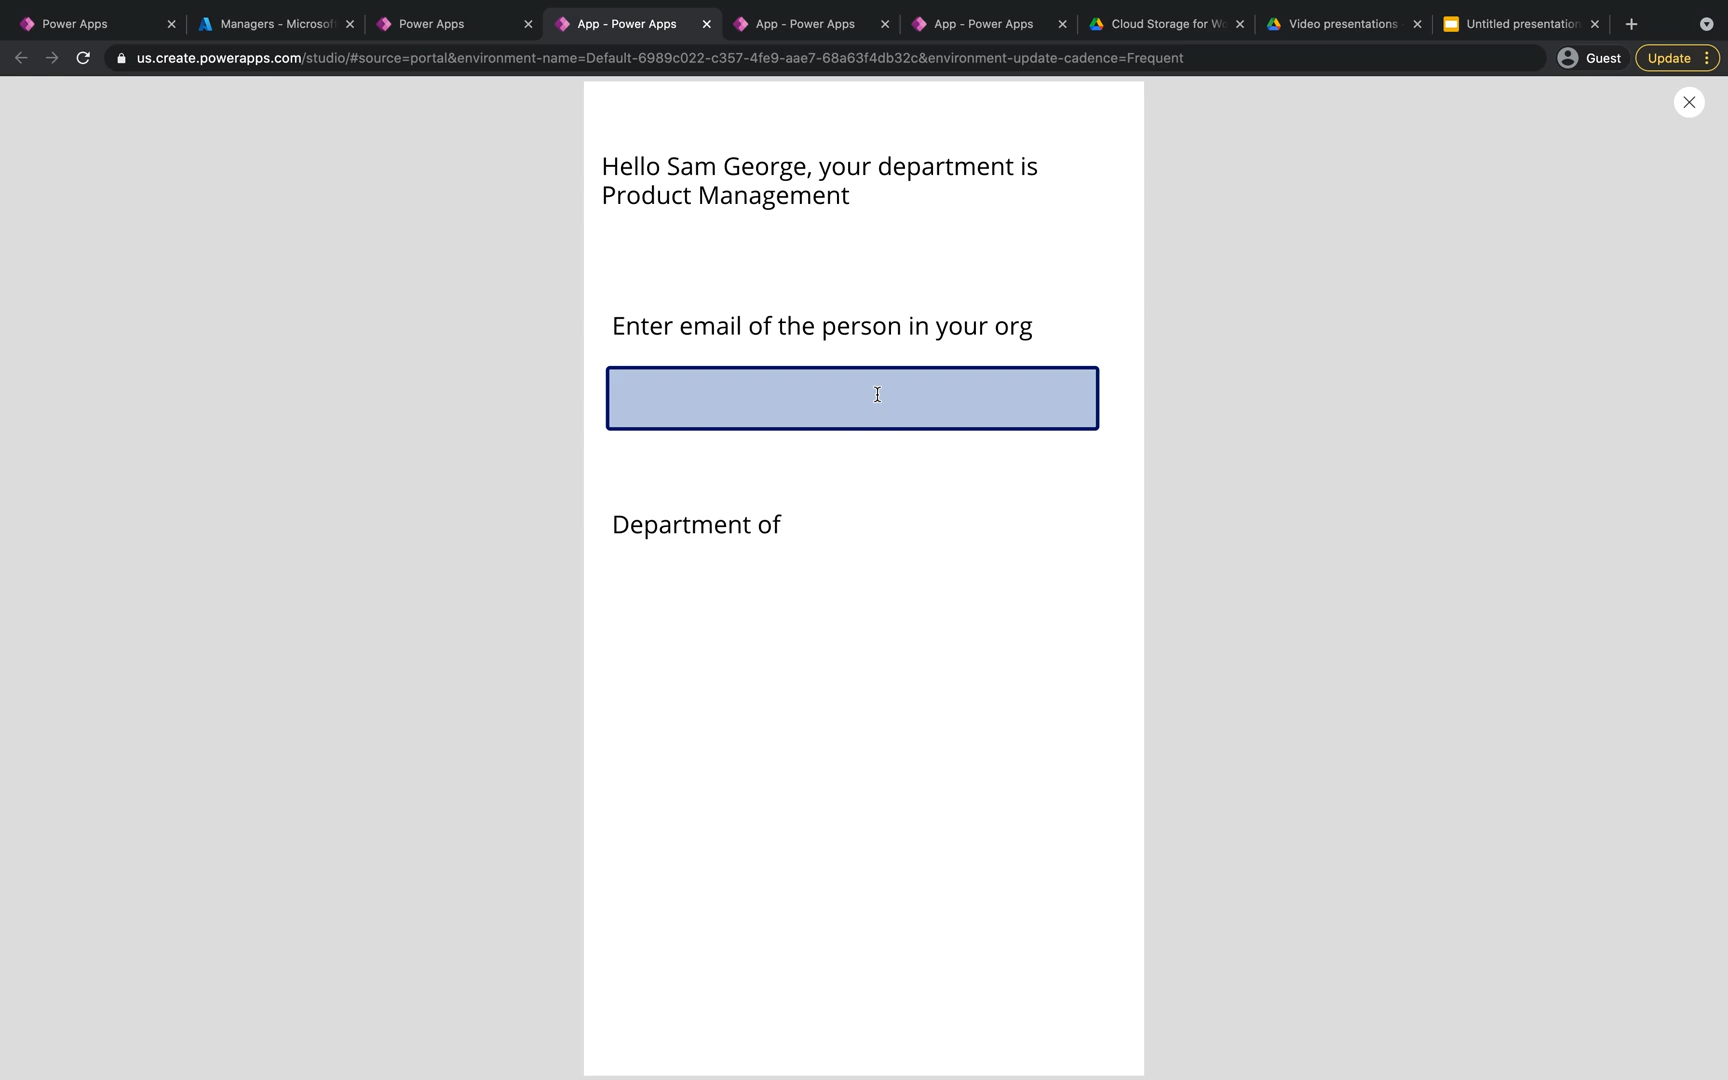 Power Apps
Managers - Microsof
Power Apps
App - Power Apps
App - Power Apps
App - Power Apps
Cloud Storage for Wo
Video presentations
Untitled presentation
us.create.powerapps.com/studio/#source=portal&environment-name=Default-6989c022-c357-4fe9-aae7-68a63f4db32c&environment-update-cadence=Frequent
Guest
Update
Hello Sam George, your department is
Product Management
Enter email of the person in your org
Department of